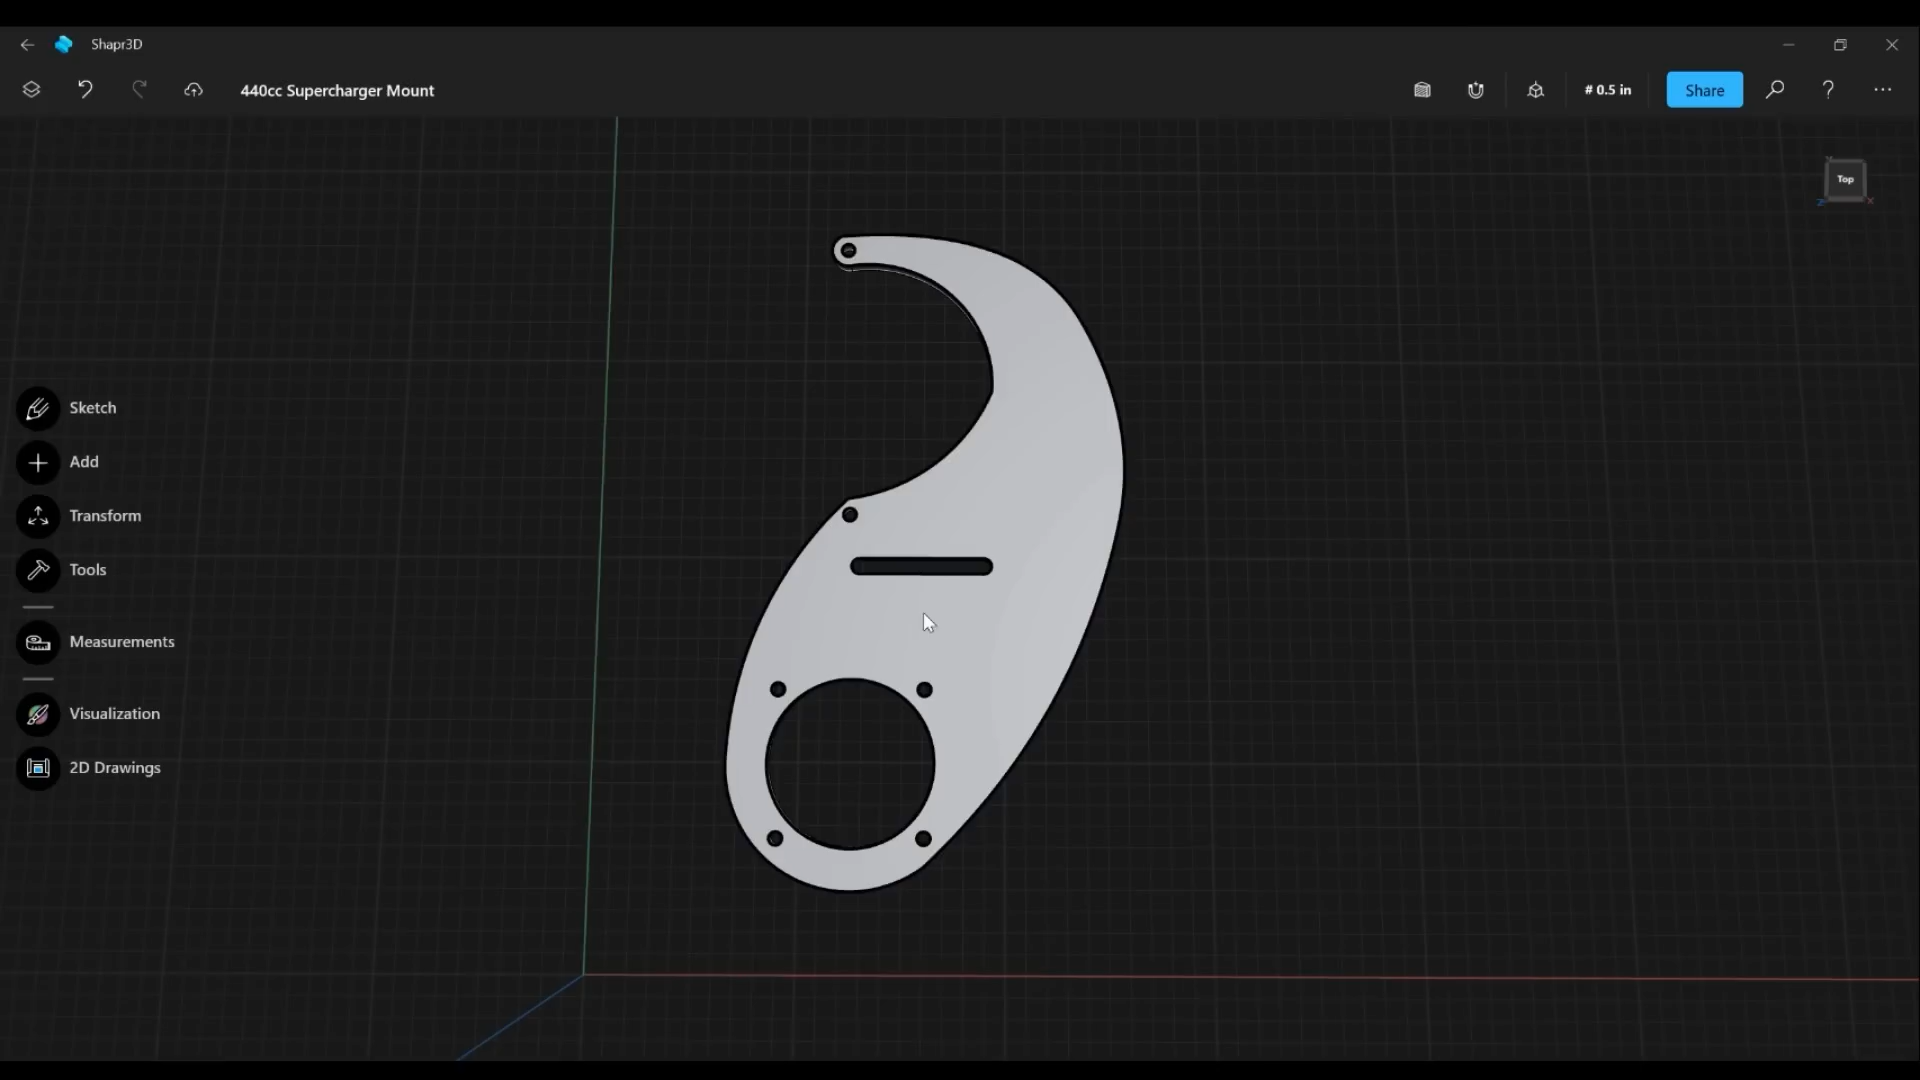 Shapr3D
440cc Supercharger Mount
# 0.5 in
Share
?
Top
Z
X
Sketch
Add
Transform
Tools
Measurements
Visualization
2D Drawings